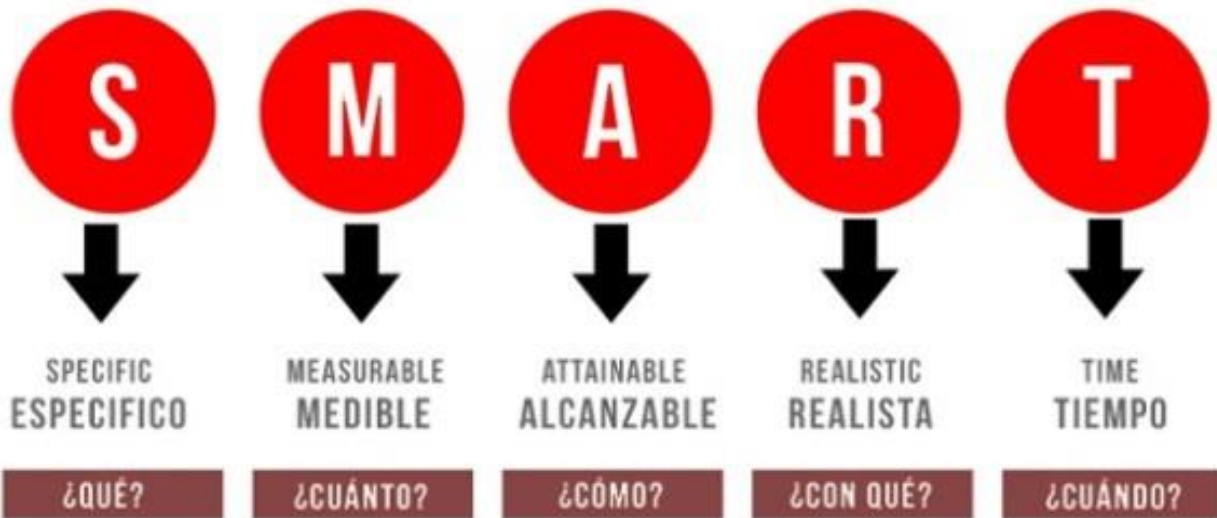 S M A R T
SPECIFIC MEASURABLE ATTAINABLE REALISTIC TIME
ESPECIFICO MEDIBLE ALCANZABLE REALISTA TIEMPO
¿QUÉ? ¿CUÁNTO? ¿CÓMO? ¿CON QUÉ? ¿CUÁNDO?